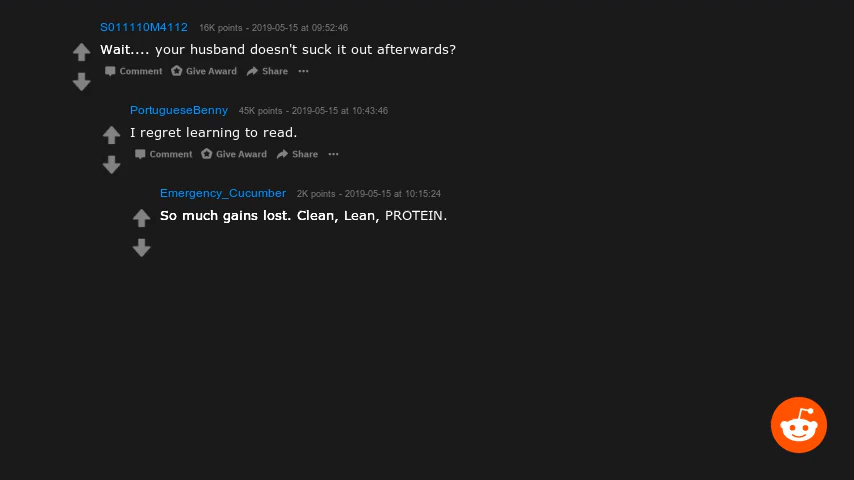 S011110M4112 16K points - 2019-05-15 at 09:52:46
Wait.... your husband doesn't suck it out afterwards?
Comment Give Award Share ...
PortugueseBenny 45K points - 2019-05-15 at 10:43:46
I regret learning to read.
Comment Give Award Share ...
Emergency_Cucumber 2K points - 2019-05-15 at 10:15:24
So much gains lost. Clean, Lean, PROTEIN.